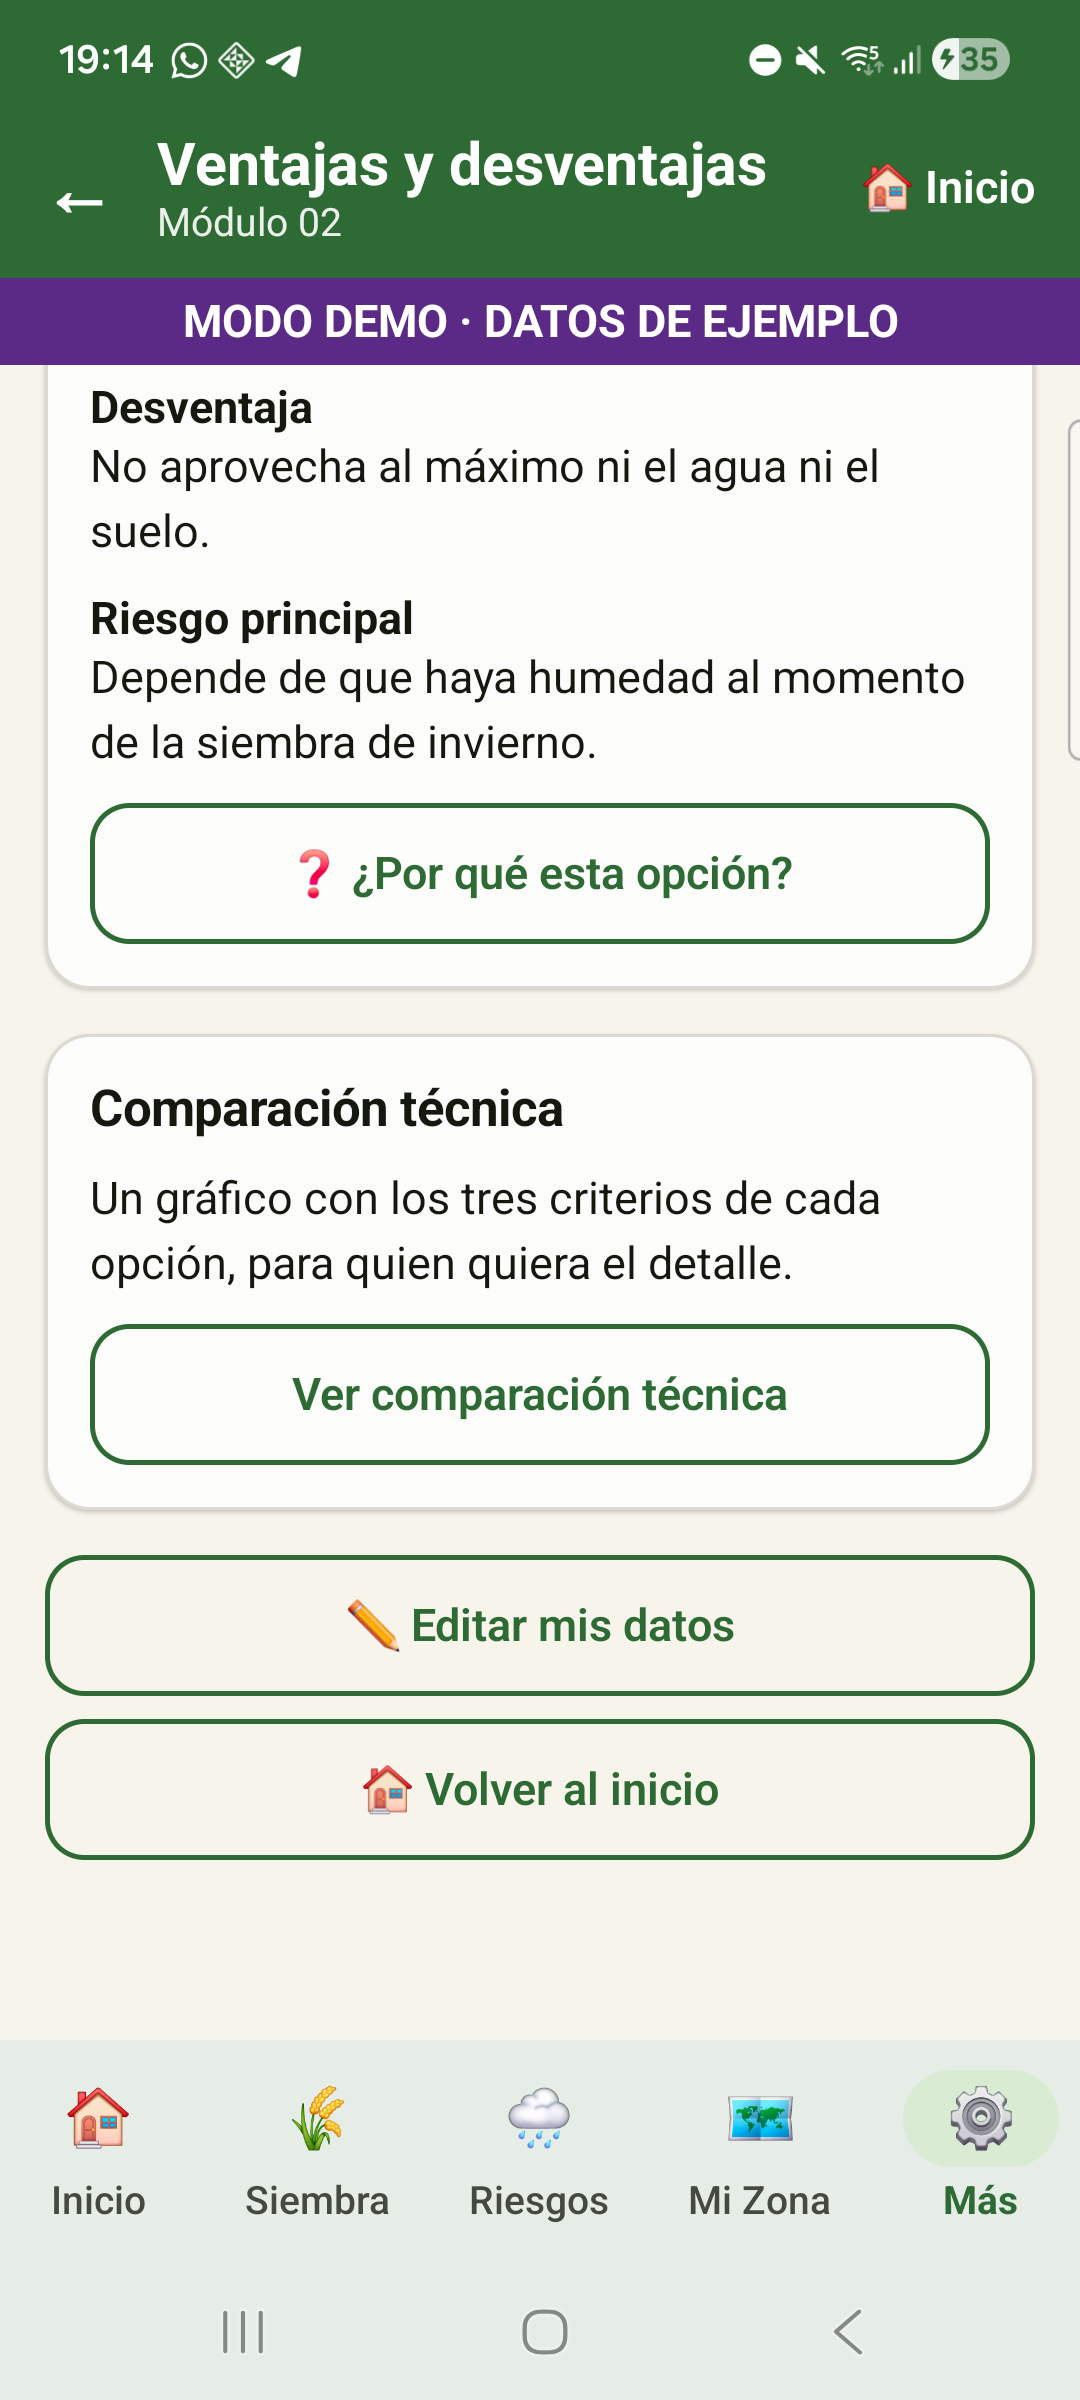 19:14
5
35
Ventajas y desventajas
Módulo 02
Inicio
MODO DEMO · DATOS DE EJEMPLO
Desventaja
No aprovecha al máximo ni el agua ni el
suelo.
Riesgo principal
Depende de que haya humedad al momento
de la siembra de invierno.
❓ ¿Por qué esta opción?
Comparación técnica
Un gráfico con los tres criterios de cada
opción, para quien quiera el detalle.
Ver comparación técnica
Editar mis datos
Volver al inicio
Inicio
Siembra
Riesgos
Mi Zona
Más